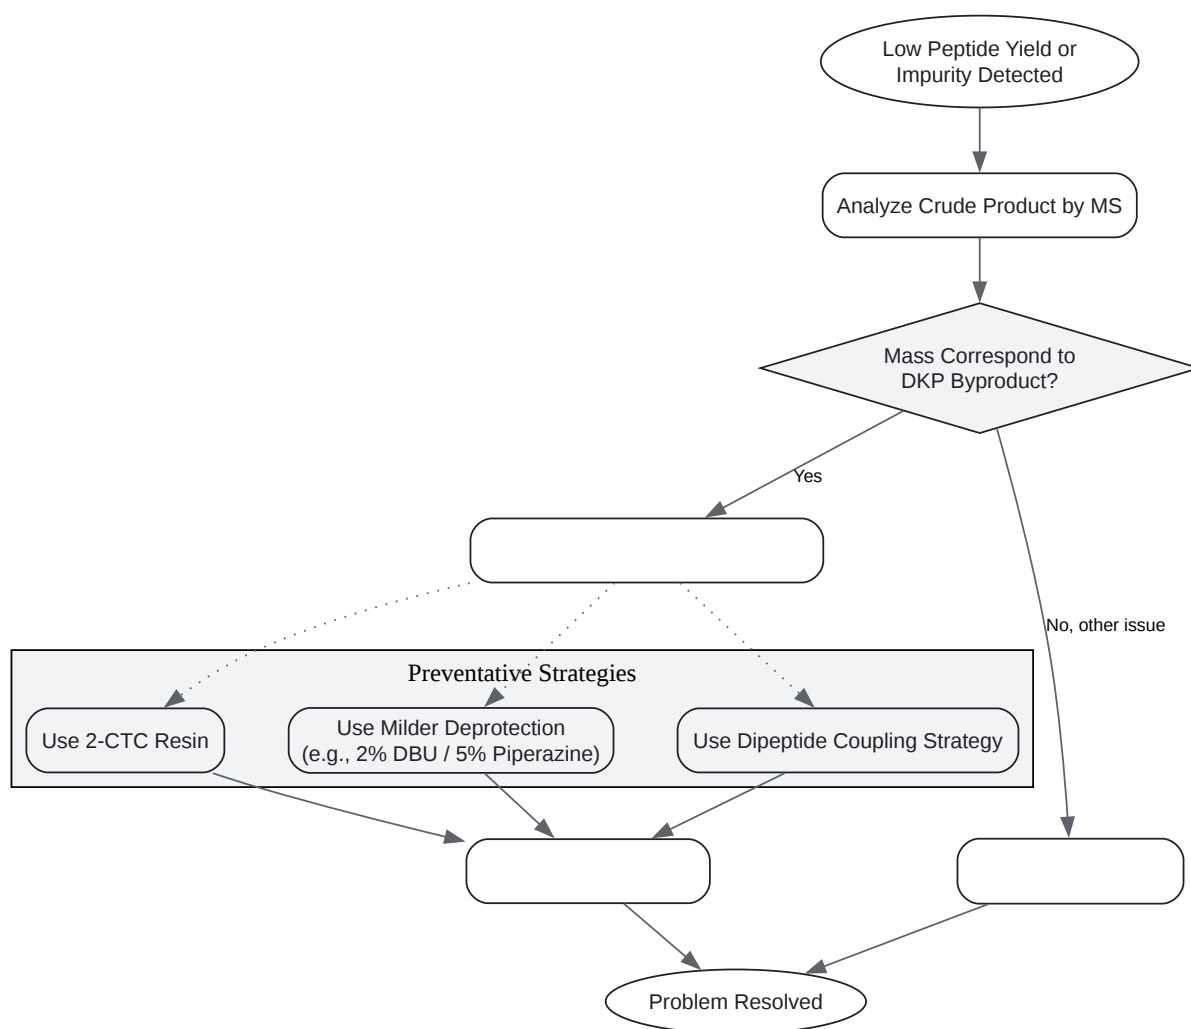 Low Peptide Yield or
Impurity Detected
Analyze Crude Product by MS
Mass Correspond to
DKP Byproduct?
Yes
No, other issue
Preventative Strategies
Use 2-CTC Resin
Use Milder Deprotection
(e.g., 2% DBU / 5% Piperazine)
Use Dipeptide Coupling Strategy
Problem Resolved